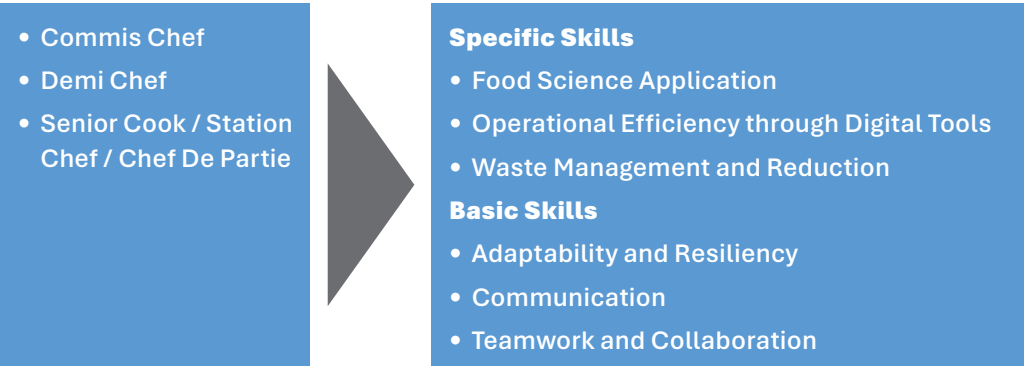 • Commis Chef
• Demi Chef
• Senior Cook / Station
Chef / Chef De Partie
Specific Skills
• Food Science Application
• Operational Efficiency through Digital Tools
• Waste Management and Reduction
Basic Skills
• Adaptability and Resiliency
• Communication
• Teamwork and Collaboration